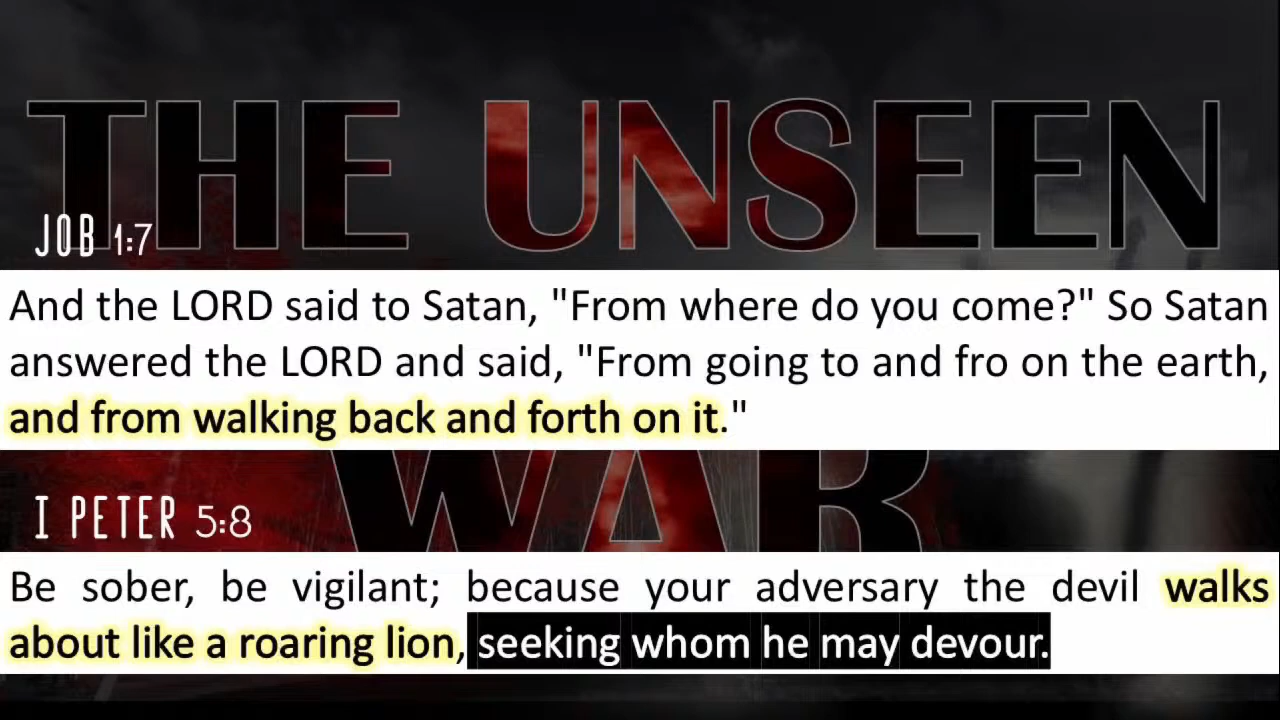 THE UNSEEN
JOB 1:7
And the LORD said to Satan, "From where do you come?" So Satan
answered the LORD and said, "From going to and fro on the earth,
and from walking back and forth on it."
WAR
I PETER 5:8
Be sober, be vigilant; because your adversary the devil walks
about like a roaring lion, seeking whom he may devour.